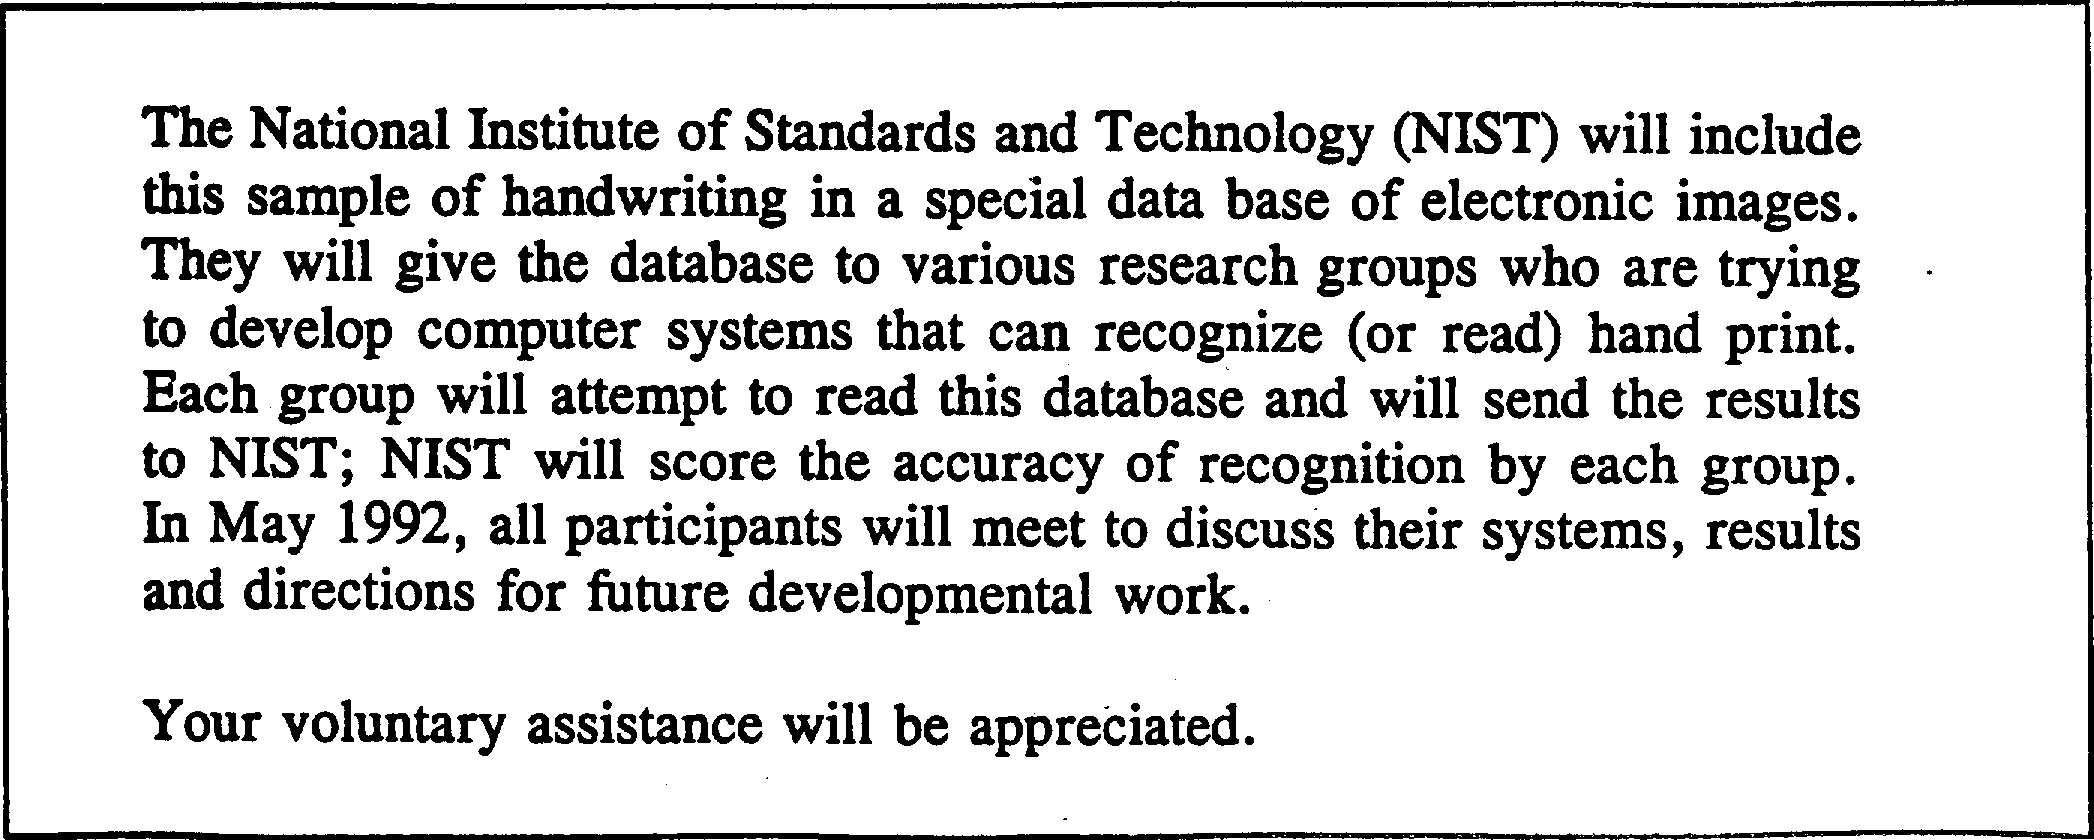 The National Institute of Standards and Technology (NIST) will include
this sample of handwriting in a special data base of electronic images.
They will give the database to various research groups who are trying
to develop computer systems that can recognize (or read) hand print.
Each group will attempt to read this database and will send the results
to NIST; NIST will score the accuracy of recognition by each group.
In May 1992, all participants will meet to discuss their systems, results
and directions for future developmental work.
Your voluntary assistance will be appreciated.